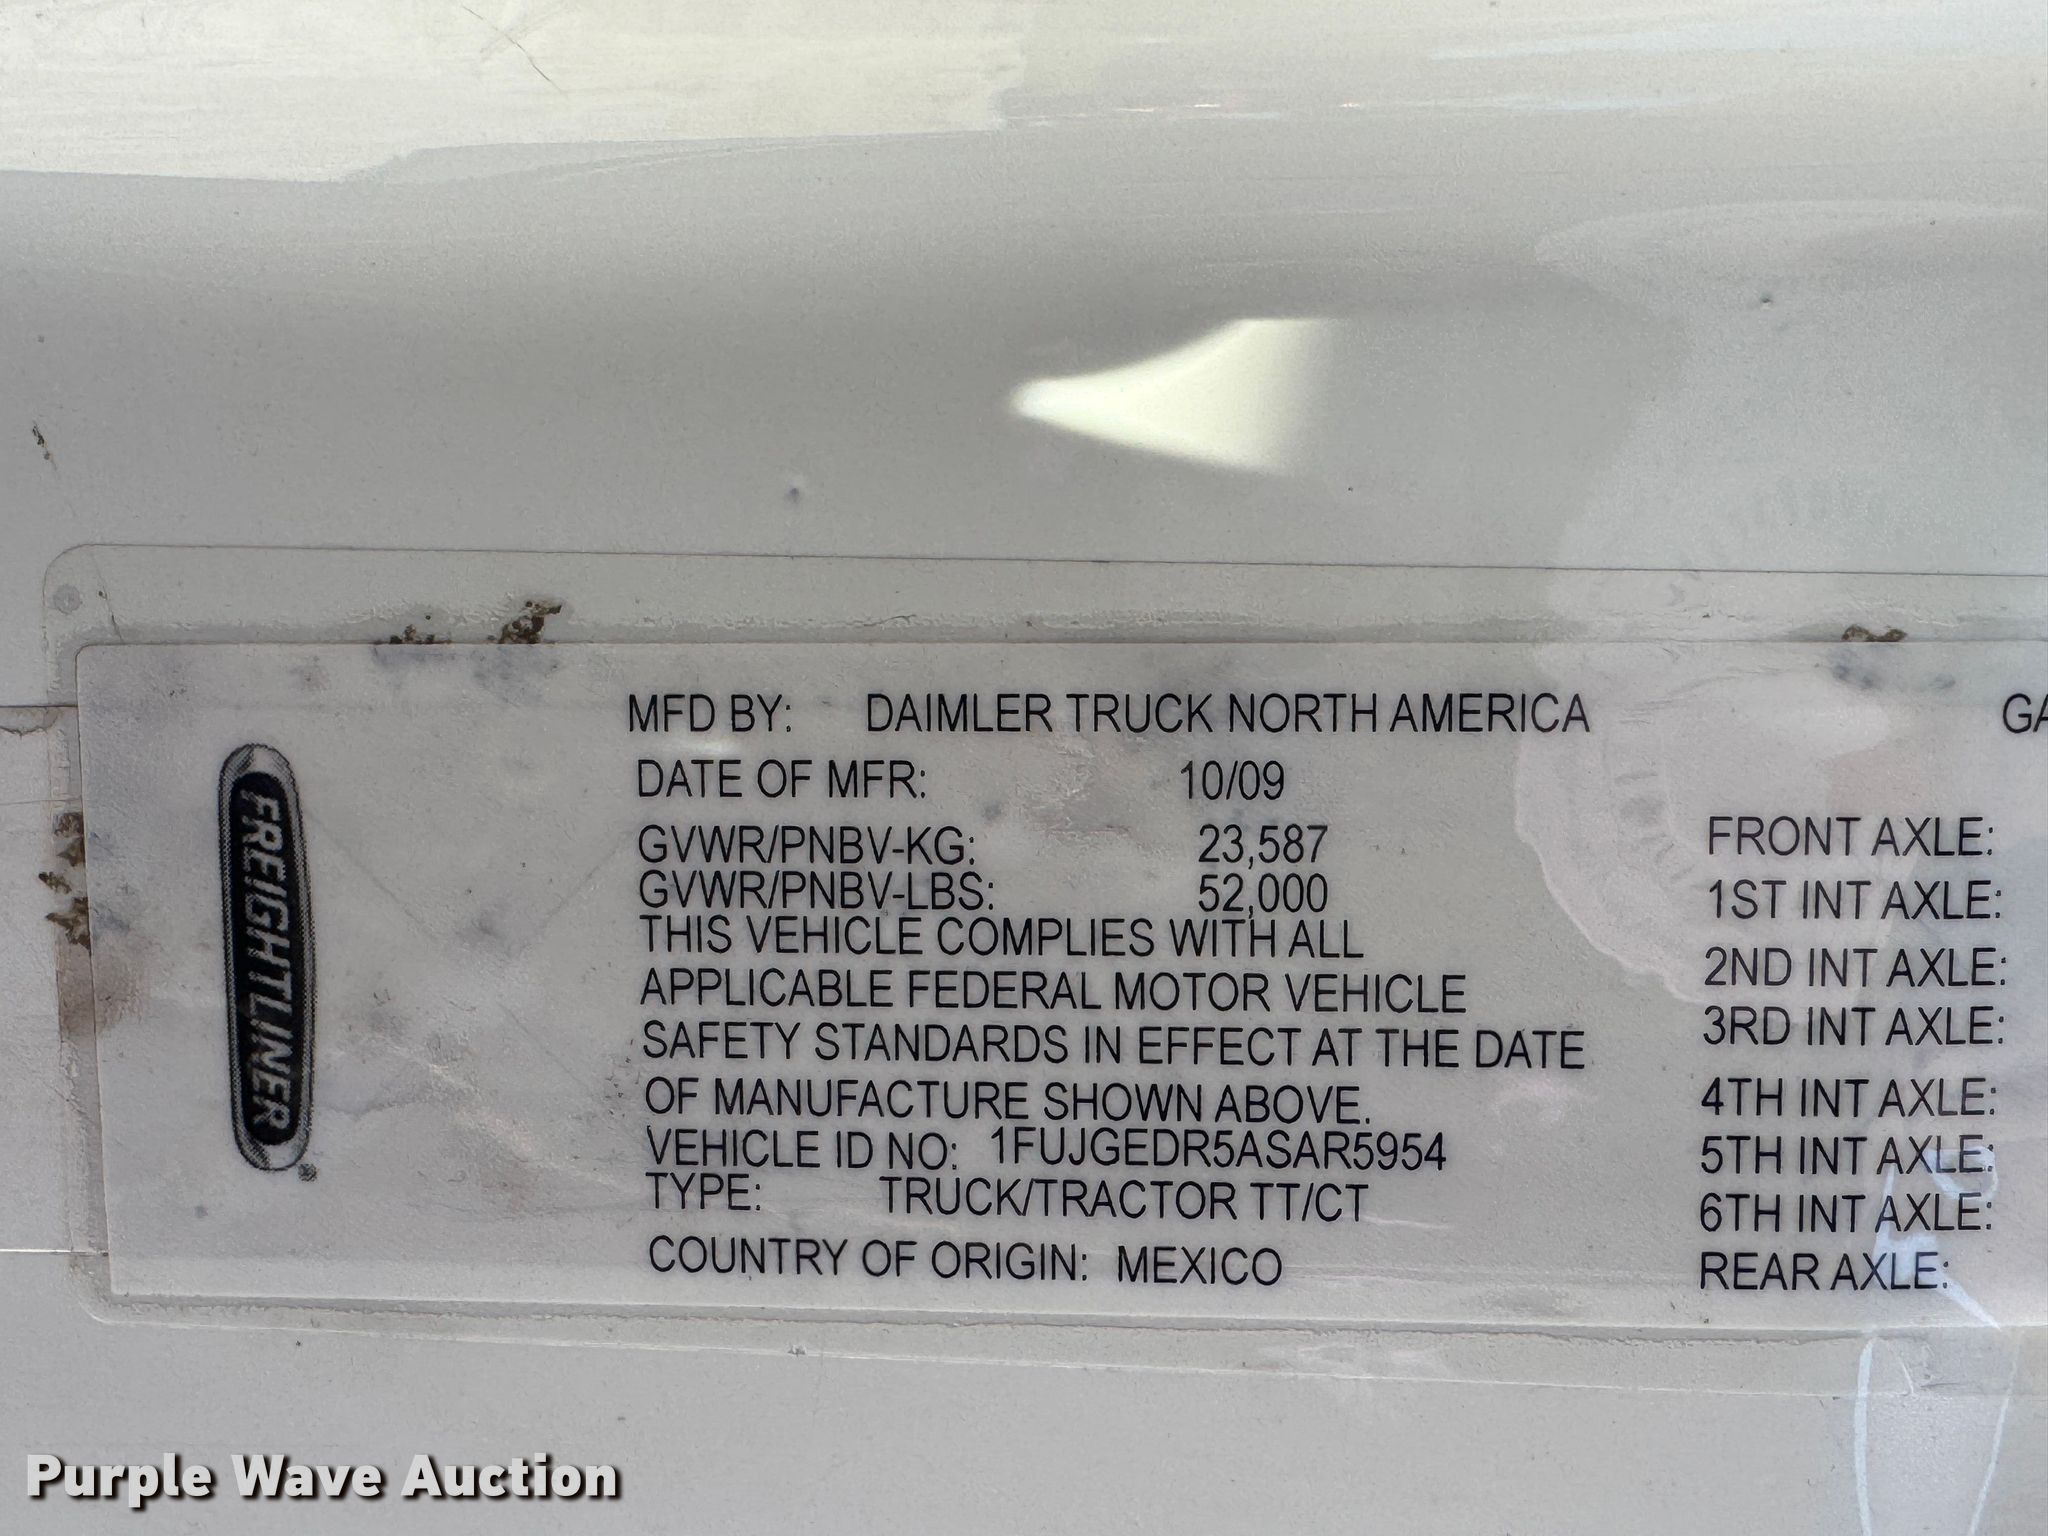 MFD BY: DAIMLER TRUCK NORTH AMERICA
DATE OF MFR: 10/09
GVWR/PNBV-KG: 23,587
GVWR/PNBV-LBS: 52,000
THIS VEHICLE COMPLIES WITH ALL
APPLICABLE FEDERAL MOTOR VEHICLE
SAFETY STANDARDS IN EFFECT AT THE DATE
OF MANUFACTURE SHOWN ABOVE.
VEHICLE ID NO: 1FUJGEDR5ASAR5954
TYPE: TRUCK/TRACTOR TT/CT
COUNTRY OF ORIGIN: MEXICO
FREIGHTLINER
GA
FRONT AXLE:
1ST INT AXLE:
2ND INT AXLE:
3RD INT AXLE:
4TH INT AXLE:
5TH INT AXLE:
6TH INT AXLE:
REAR AXLE:
Purple Wave Auction